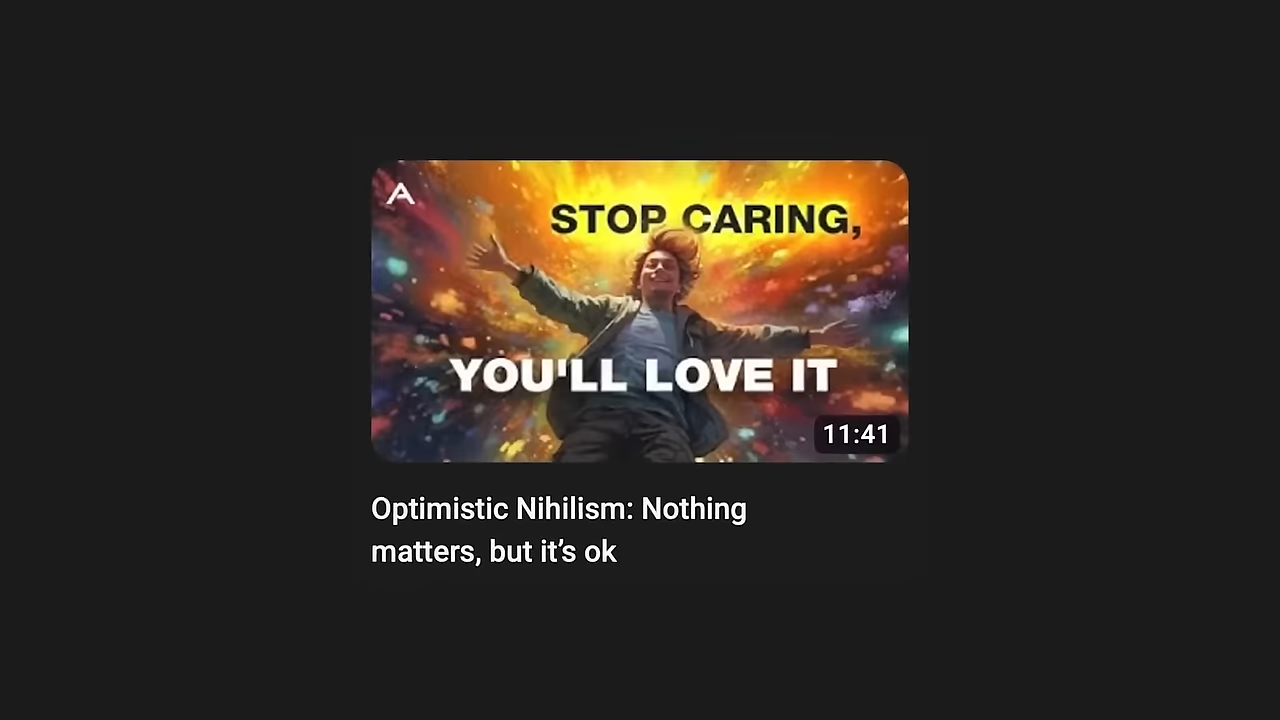 STOP CARING,
YOU'LL LOVE IT
11:41
Optimistic Nihilism: Nothing
matters, but it’s ok